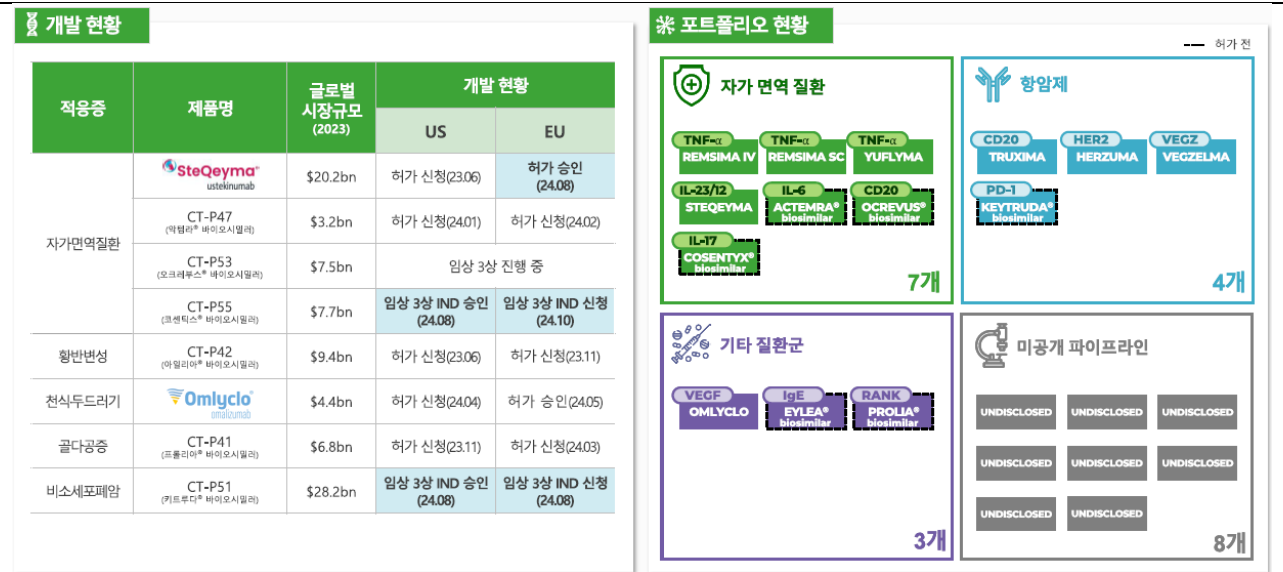 개발 현황
적응증
제품명
글로벌
시장규모
(2023)
개발 현황
US
EU
자가면역질환
SteQeyma™
ustekinumab
$20.2bn
허가 신청(23.06)
허가 승인
(24.08)
CT-P47
(악템라® 바이오시밀러)
$3.2bn
허가 신청(24.01)
허가 신청(24.02)
CT-P53
(오크레부스® 바이오시밀러)
$7.5bn
임상 3상 진행 중
CT-P55
(코센틱스® 바이오시밀러)
$7.7bn
임상 3상 IND 승인
(24.08)
임상 3상 IND 신청
(24.10)
황반변성
CT-P42
(아일리아® 바이오시밀러)
$9.4bn
허가 신청(23.06)
허가 신청(23.11)
천식두드러기
Omlyclo®
omalizumab
$4.4bn
허가 신청(24.04)
허가 승인(24.05)
골다공증
CT-P41
(프롤리아® 바이오시밀러)
$6.8bn
허가 신청(23.11)
허가 신청(24.03)
비소세포폐암
CT-P51
(키트루다® 바이오시밀러)
$28.2bn
임상 3상 IND 승인
(24.08)
임상 3상 IND 신청
(24.08)
포트폴리오 현황
허가 전
자가 면역 질환
TNF-α
REMSIMA IV
TNF-α
REMSIMA SC
TNF-α
YUFLYMA
IL-23/12
STEQEYMA
IL-6
ACTEMRA®
biosimilar
CD20
OCREVUS®
biosimilar
IL-17
COSENTYX®
biosimilar
7개
항암제
CD20
TRUXIMA
HER2
HERZUMA
VEGZ
VEGZELMA
PD-1
KEYTRUDA®
biosimilar
4개
기타 질환군
VEGF
OMLYCLO
IgE
EYLEA®
biosimilar
RANK
PROLIA®
biosimilar
3개
미공개 파이프라인
UNDISCLOSED
UNDISCLOSED
UNDISCLOSED
UNDISCLOSED
UNDISCLOSED
UNDISCLOSED
UNDISCLOSED
UNDISCLOSED
8개